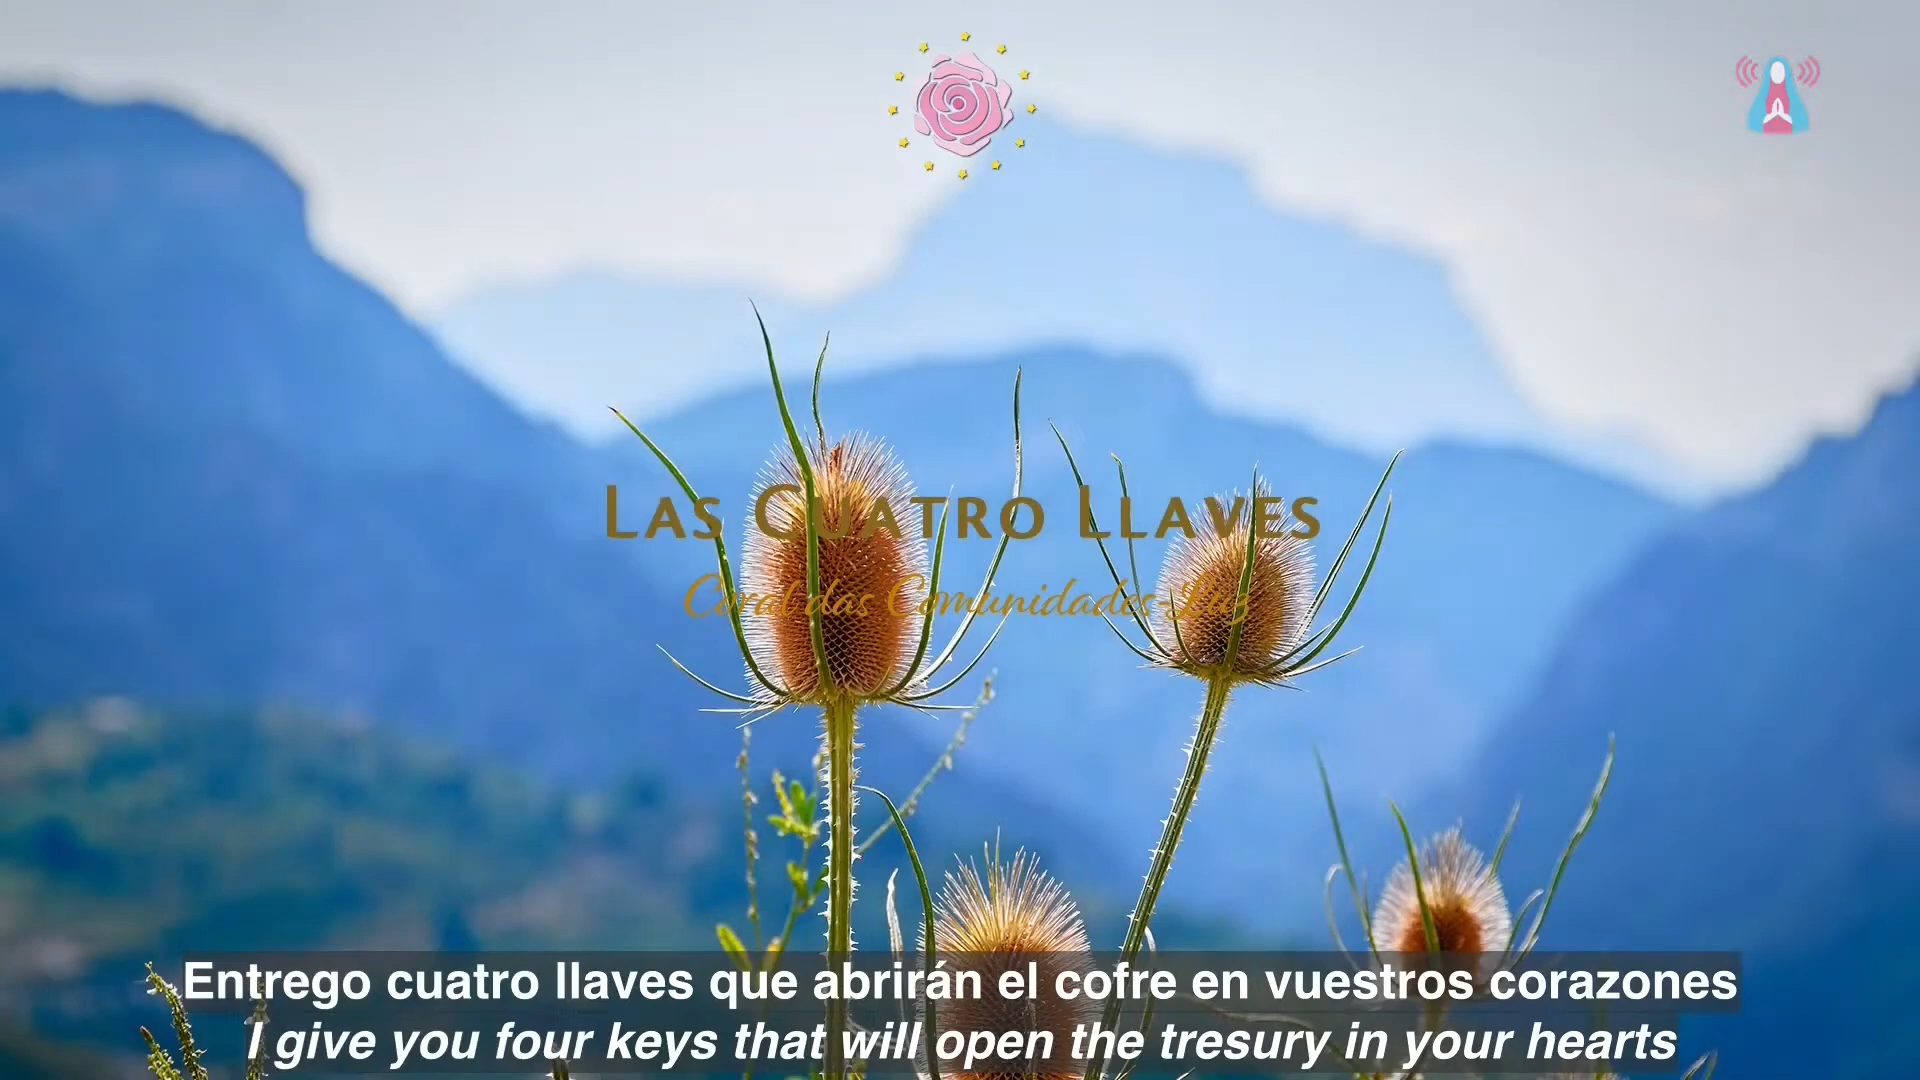 Las Cuatro Llaves
Coral das Comunidades-Luz
Entrego cuatro llaves que abrirán el cofre en vuestros corazones
I give you four keys that will open the tresury in your hearts